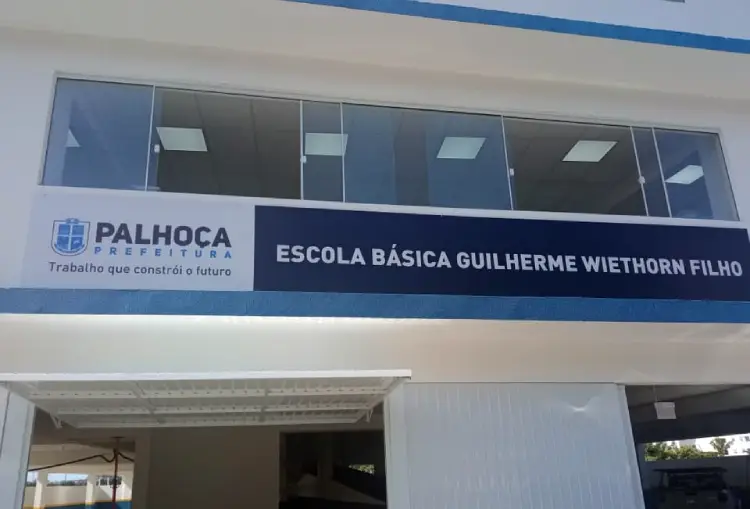 PALHOÇA
PREFEITURA
Trabalho que constrói o futuro
ESCOLA BÁSICA GUILHERME WIETHORN FILHO